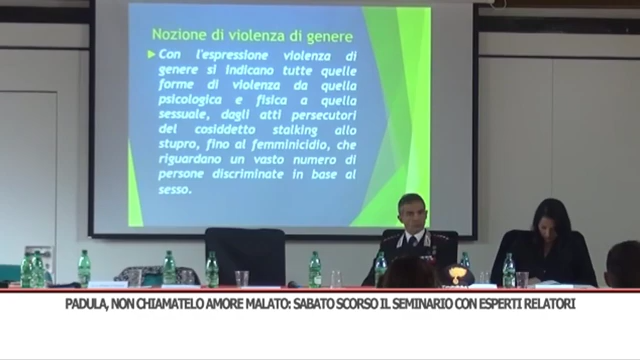 Nozione di violenza di genere
Con l'espressione violenza di
genere si indicano tutte quelle
forme di violenza da quella
psicologica e fisica a quella
sessuale, dagli atti persecutori
del cosiddetto stalking allo
stupro, fino al femminicidio, che
riguardano un vasto numero di
persone discriminate in base al
sesso.
PADULA, NON CHIAMATELO AMORE MALATO: SABATO SCORSO IL SEMINARIO CON ESPERTI RELATORI